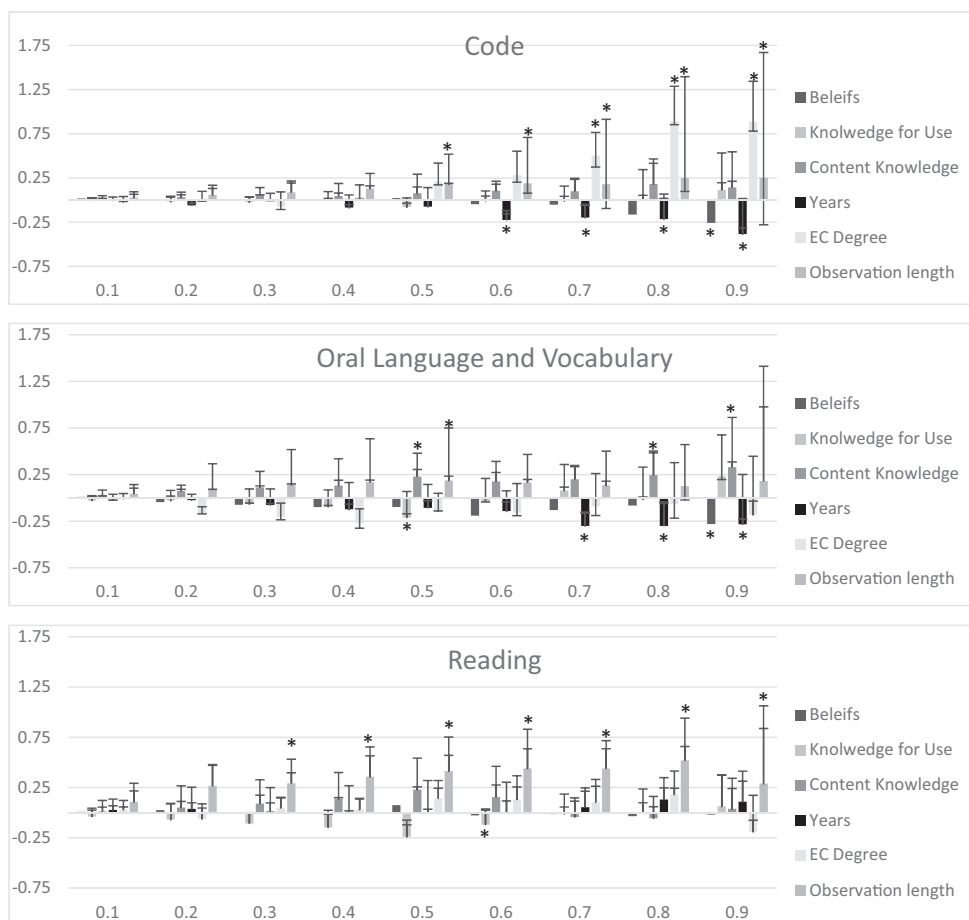 Code
1.75
1.25
0.75
0.25
-0.25
-0.75
* * * * * * * *
* * * * *
0.1 0.2 0.3 0.4 0.5 0.6 0.7 0.8 0.9
Beleifs
Knolwedge for Use
Content Knowledge
Years
EC Degree
Observation length
Oral Language and Vocabulary
1.75
1.25
0.75
0.25
-0.25
-0.75
* * * *
* * * * *
0.1 0.2 0.3 0.4 0.5 0.6 0.7 0.8 0.9
Beleifs
Knolwedge for Use
Content Knowledge
Years
EC Degree
Observation length
Reading
1.75
1.25
0.75
0.25
-0.25
-0.75
* * * * * * *
*
0.1 0.2 0.3 0.4 0.5 0.6 0.7 0.8 0.9
Beleifs
Knolwedge for Use
Content Knowledge
Years
EC Degree
Observation length